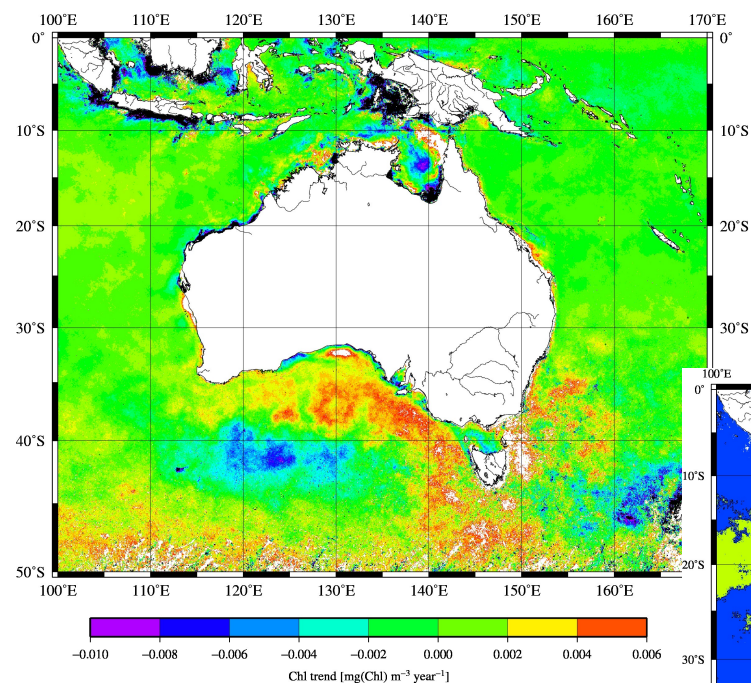 100°E 110°E 120°E 130°E 140°E 150°E 160°E 170°E
0° 0°
10°S 10°S
20°S 20°S
30°S 30°S
100°E
0°
40°S
10°S
50°S
20°S
100°E 110°E 120°E 130°E 140°E 150°E 160°E
30°S
−0.010 −0.008 −0.006 −0.004 −0.002 0.000 0.002 0.004 0.006
Chl trend [mg(Chl) m⁻³ year⁻¹]